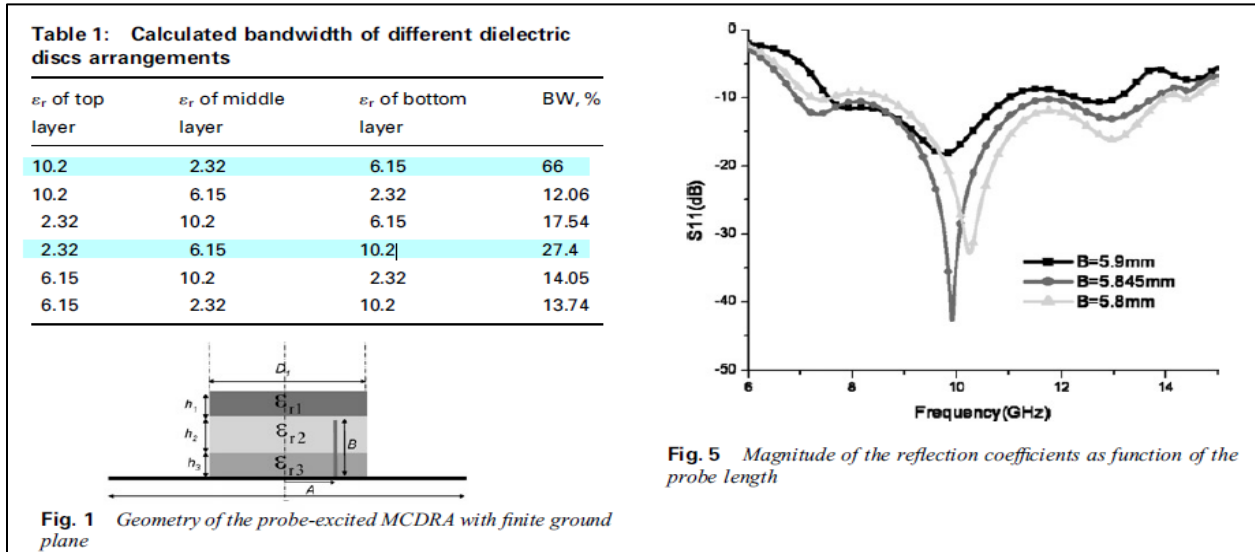 Table 1: Calculated bandwidth of different dielectric
discs arrangements
εr of top layer	εr of middle layer	εr of bottom layer	BW, %
10.2	2.32	6.15	66
10.2	6.15	2.32	12.06
2.32	10.2	6.15	17.54
2.32	6.15	10.2	27.4
6.15	10.2	2.32	14.05
6.15	2.32	10.2	13.74
D1
h1
εr1
h2
εr2
B
h3
εr3
A
Fig. 1 Geometry of the probe-excited MCDRA with finite ground
plane
0
-10
-20
-30
-40
-50
S11(dB)
B=5.9mm
B=5.845mm
B=5.8mm
6 8 10 12 14
Frequency(GHz)
Fig. 5 Magnitude of the reflection coefficients as function of the
probe length